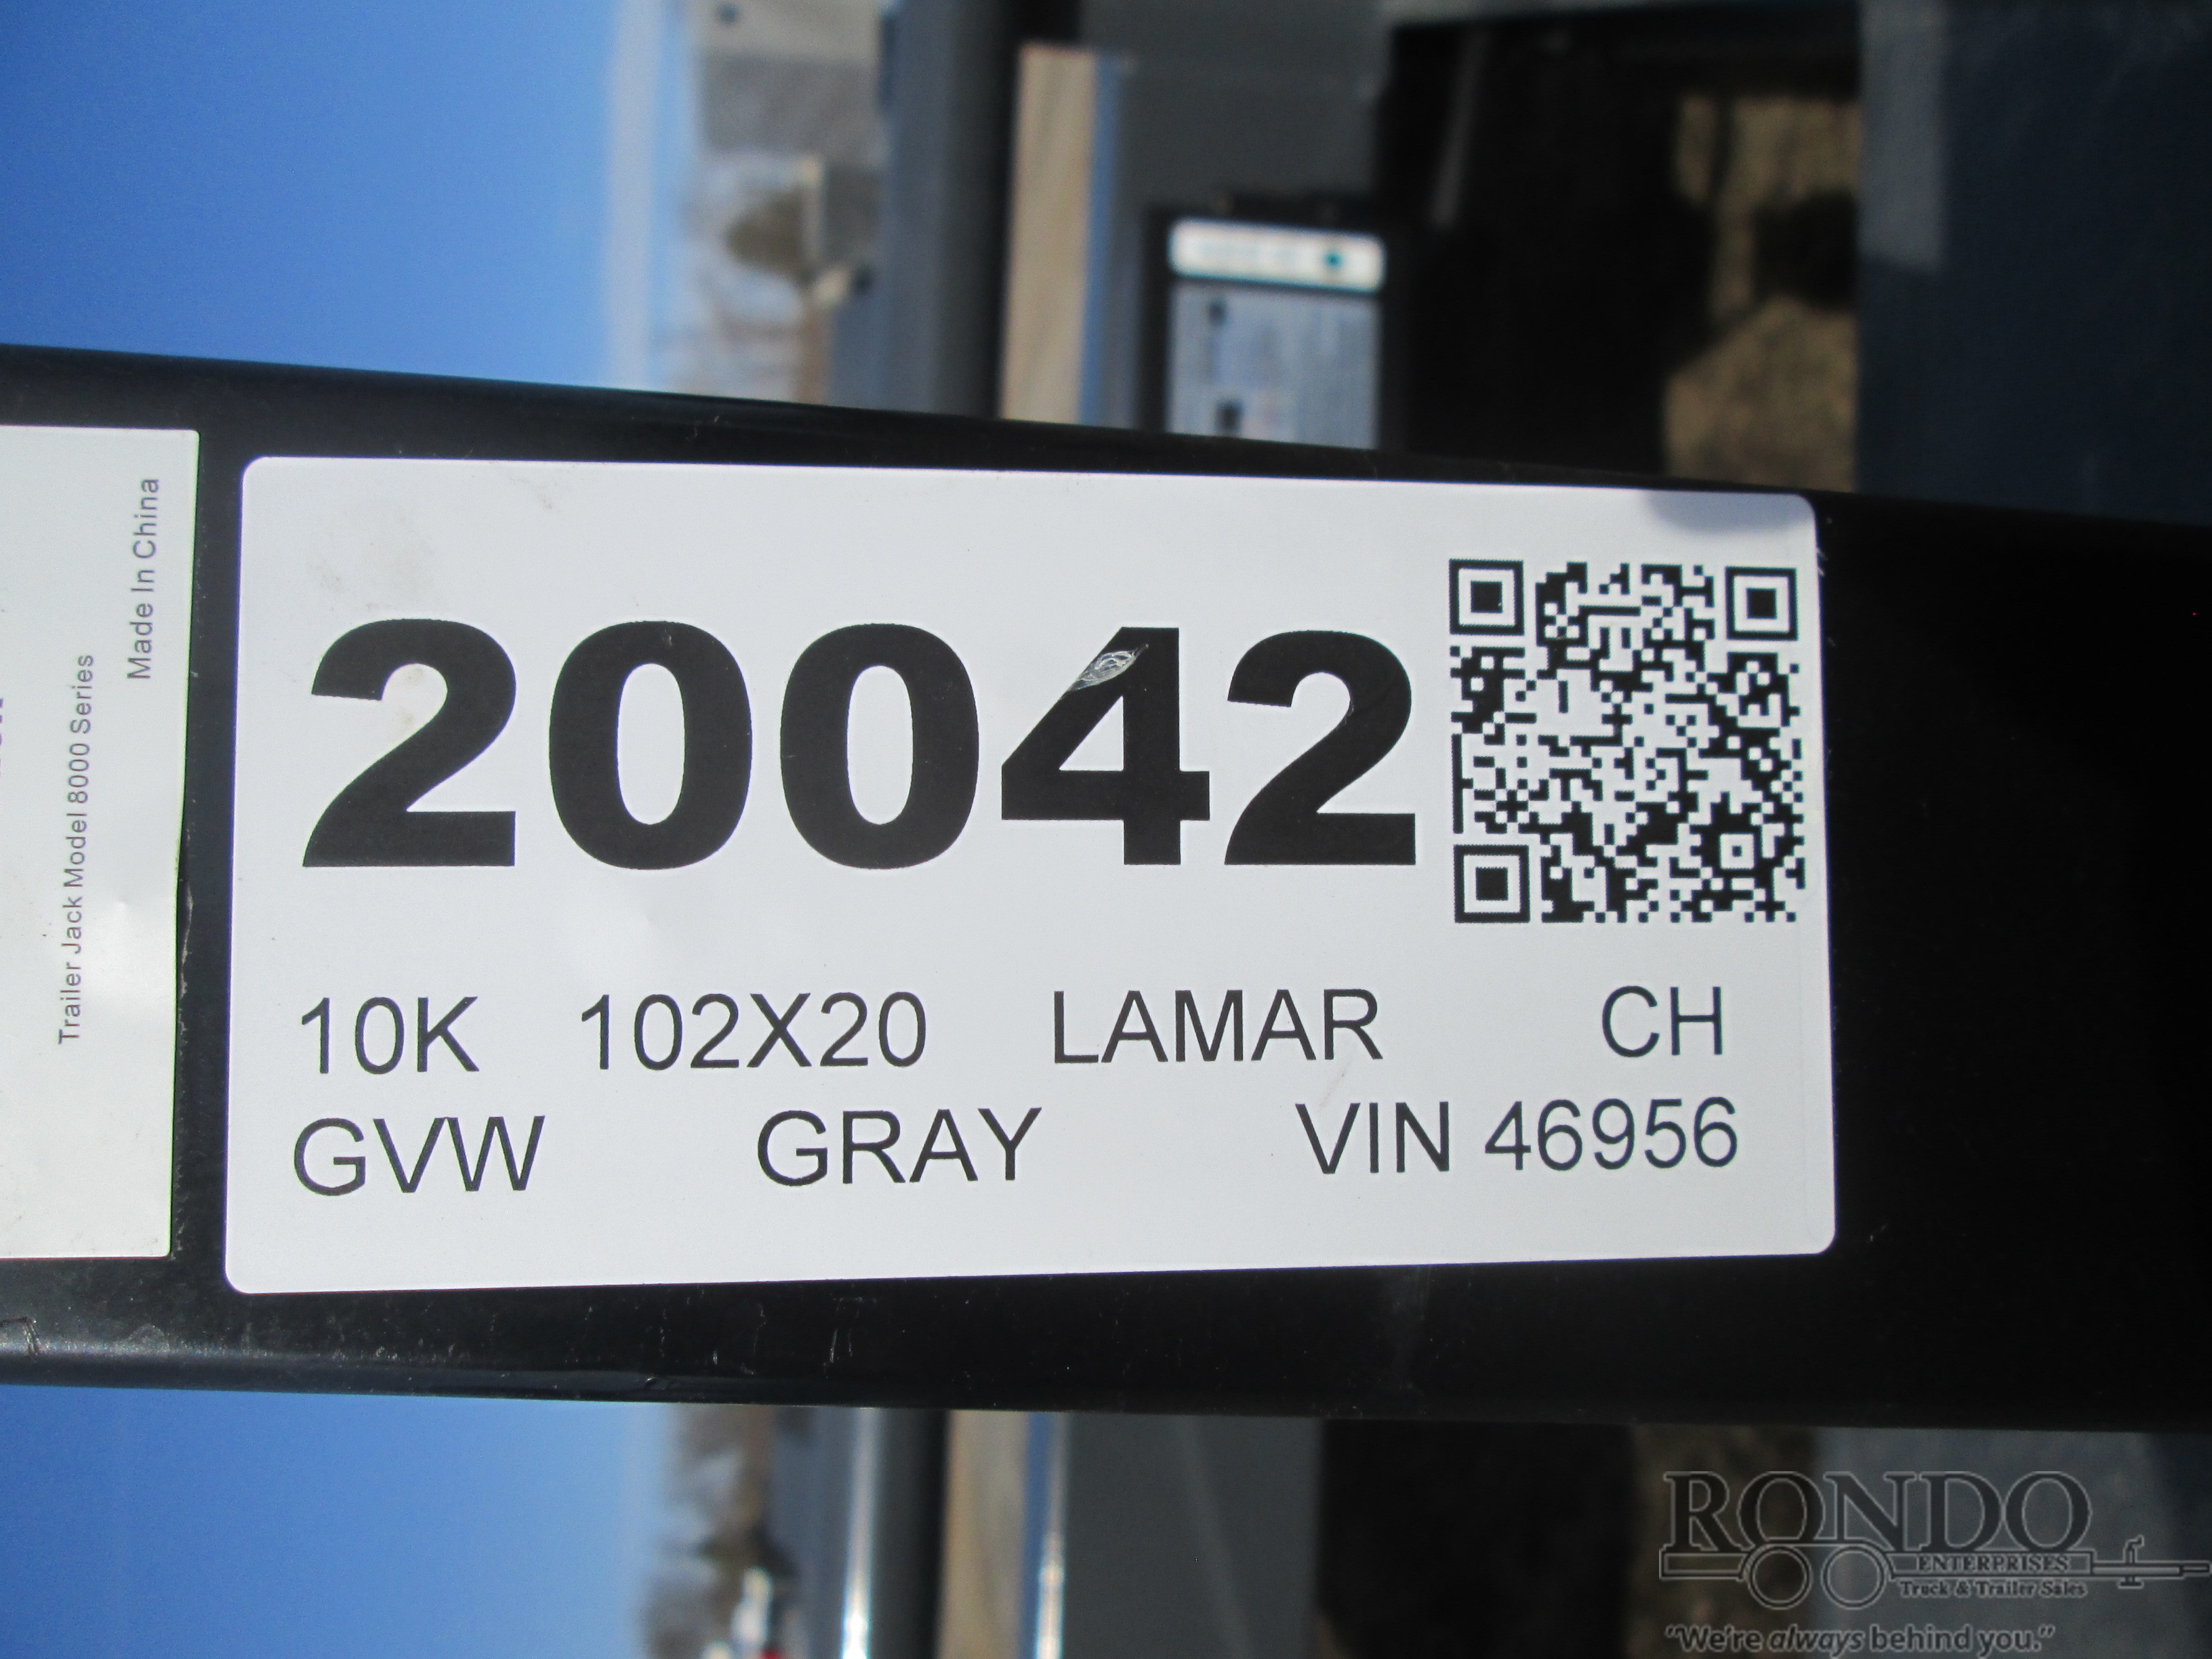 Trailer Jack Model 8000 Series
Made In China
20042
10K 102X20 LAMAR CH
GVW GRAY VIN 46956
RONDO
ENTERPRISES
Truck & Trailer Sales
"We're always behind you."